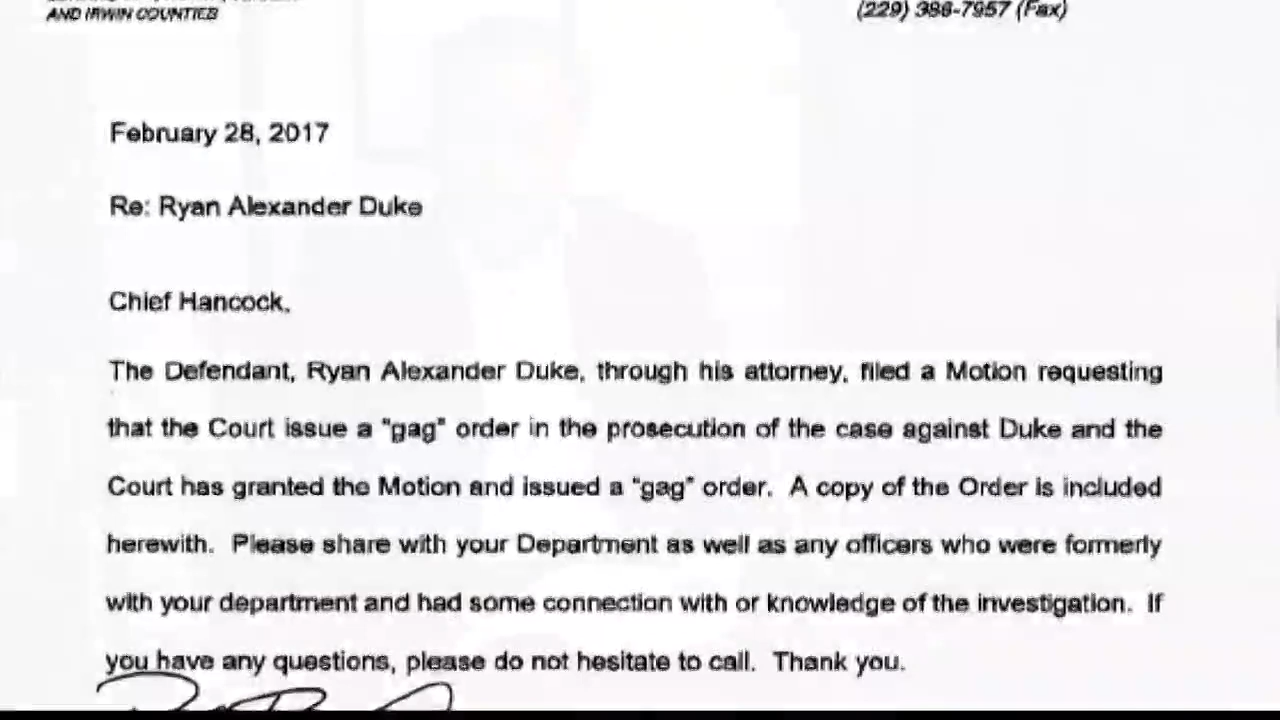 AND IRWIN COUNTIES
(229) 386-7957 (Fax)
February 28, 2017
Re: Ryan Alexander Duke
Chief Hancock,
The Defendant, Ryan Alexander Duke, through his attorney, filed a Motion requesting
that the Court issue a "gag" order in the prosecution of the case against Duke and the
Court has granted the Motion and issued a "gag" order. A copy of the Order is included
herewith. Please share with your Department as well as any officers who were formerly
with your department and had some connection with or knowledge of the investigation. If
you have any questions, please do not hesitate to call. Thank you.